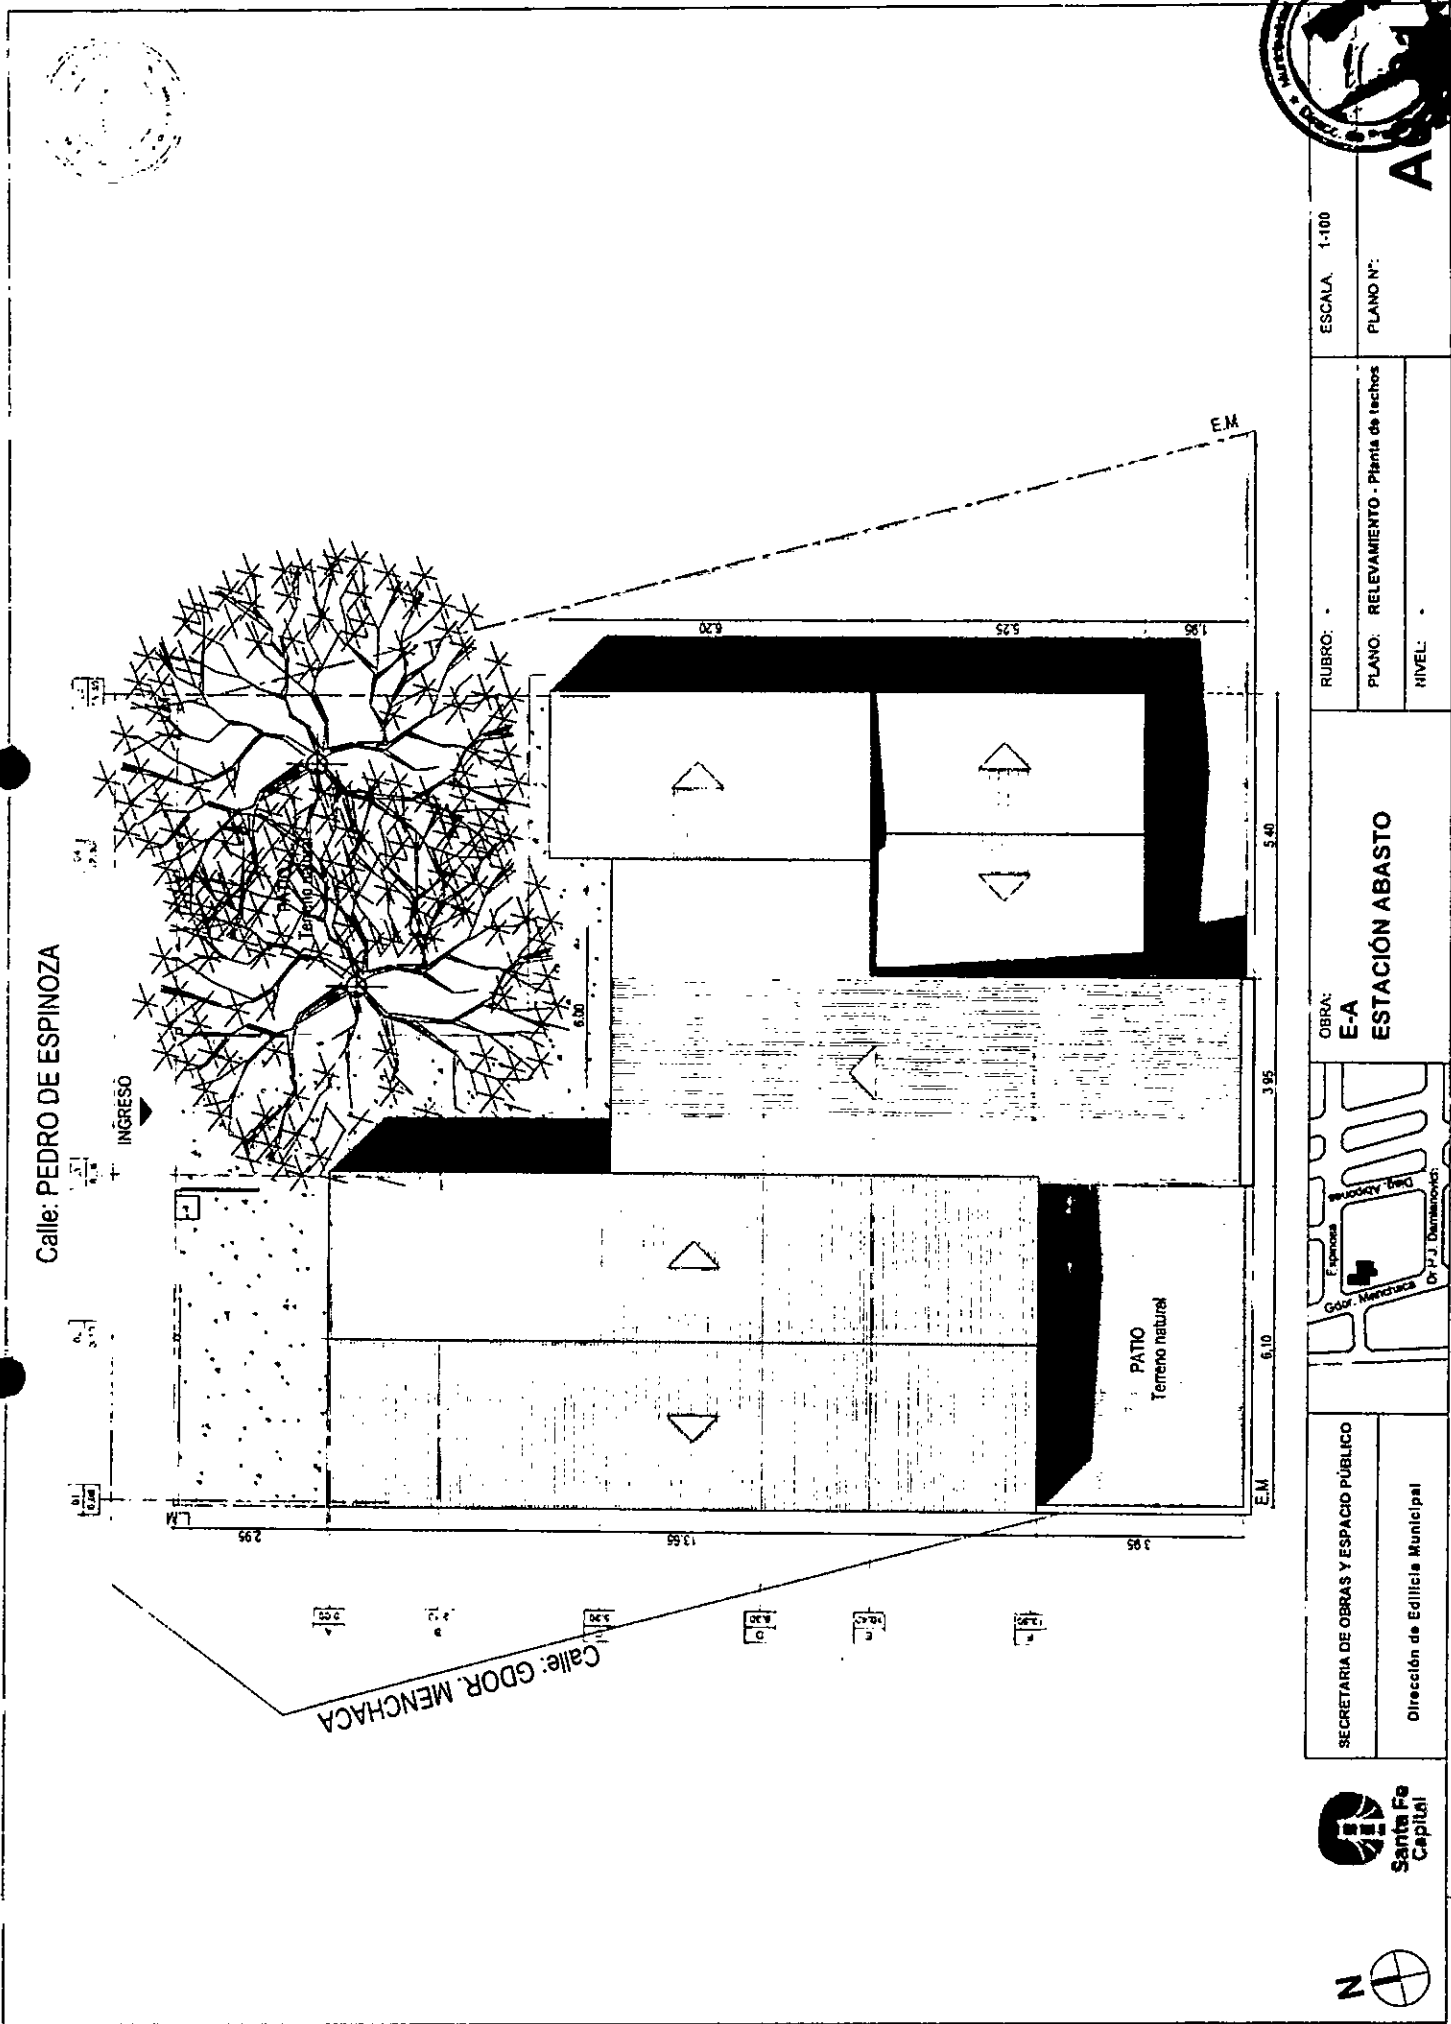 Calle: PEDRO DE ESPINOZA
INGRESO
L.M
2.95
13.65
3.95
Calle: GDOR. MENCHACA
6.00
6.20
5.25
1.95
E.M
5.40
3.95
6.10
E.M
PATIO
Terreno natural
A
B
D
E
F
N
Santa Fe
Capital
SECRETARIA DE OBRAS Y ESPACIO PÚBLICO
Dirección de Edilicia Municipal
Espinosa
Gdor. Menchaca
Diag. Abipones
Dr P.J. Damianovich
OBRA:
E-A
ESTACIÓN ABASTO
RUBRO: -
PLANO: RELEVAMIENTO - Planta de techos
NIVEL: -
ESCALA. 1-100
PLANO Nº: